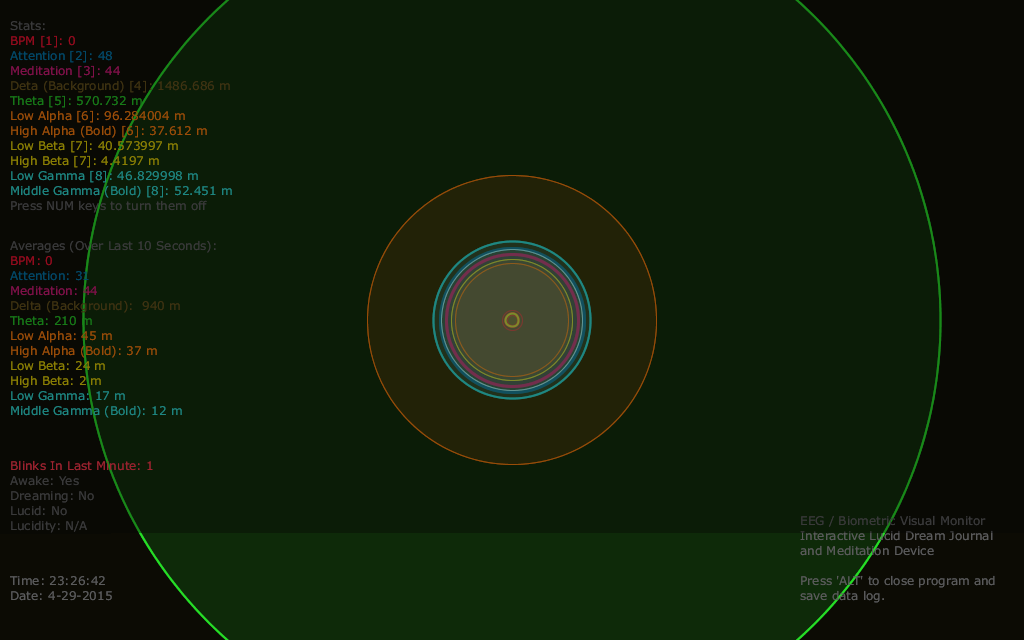 Stats:
BPM [1]: 0
Attention [2]: 48
Meditation [3]: 44
Deta (Background) [4]: 1486.686 m
Theta [5]: 570.732 m
Low Alpha [6]: 96.284004 m
High Alpha (Bold) [6]: 37.612 m
Low Beta [7]: 40.573997 m
High Beta [7]: 4.4197 m
Low Gamma [8]: 46.829998 m
Middle Gamma (Bold) [8]: 52.451 m
Press NUM keys to turn them off
Averages (Over Last 10 Seconds):
BPM: 0
Attention: 31
Meditation: 44
Delta (Background): 940 m
Theta: 210 m
Low Alpha: 45 m
High Alpha (Bold): 37 m
Low Beta: 24 m
High Beta: 2 m
Low Gamma: 17 m
Middle Gamma (Bold): 12 m
Blinks In Last Minute: 1
Awake: Yes
Dreaming: No
Lucid: No
Lucidity: N/A
Time: 23:26:42
Date: 4-29-2015
EEG / Biometric Visual Monitor
Interactive Lucid Dream Journal
and Meditation Device
Press 'ALT' to close program and
save data log.